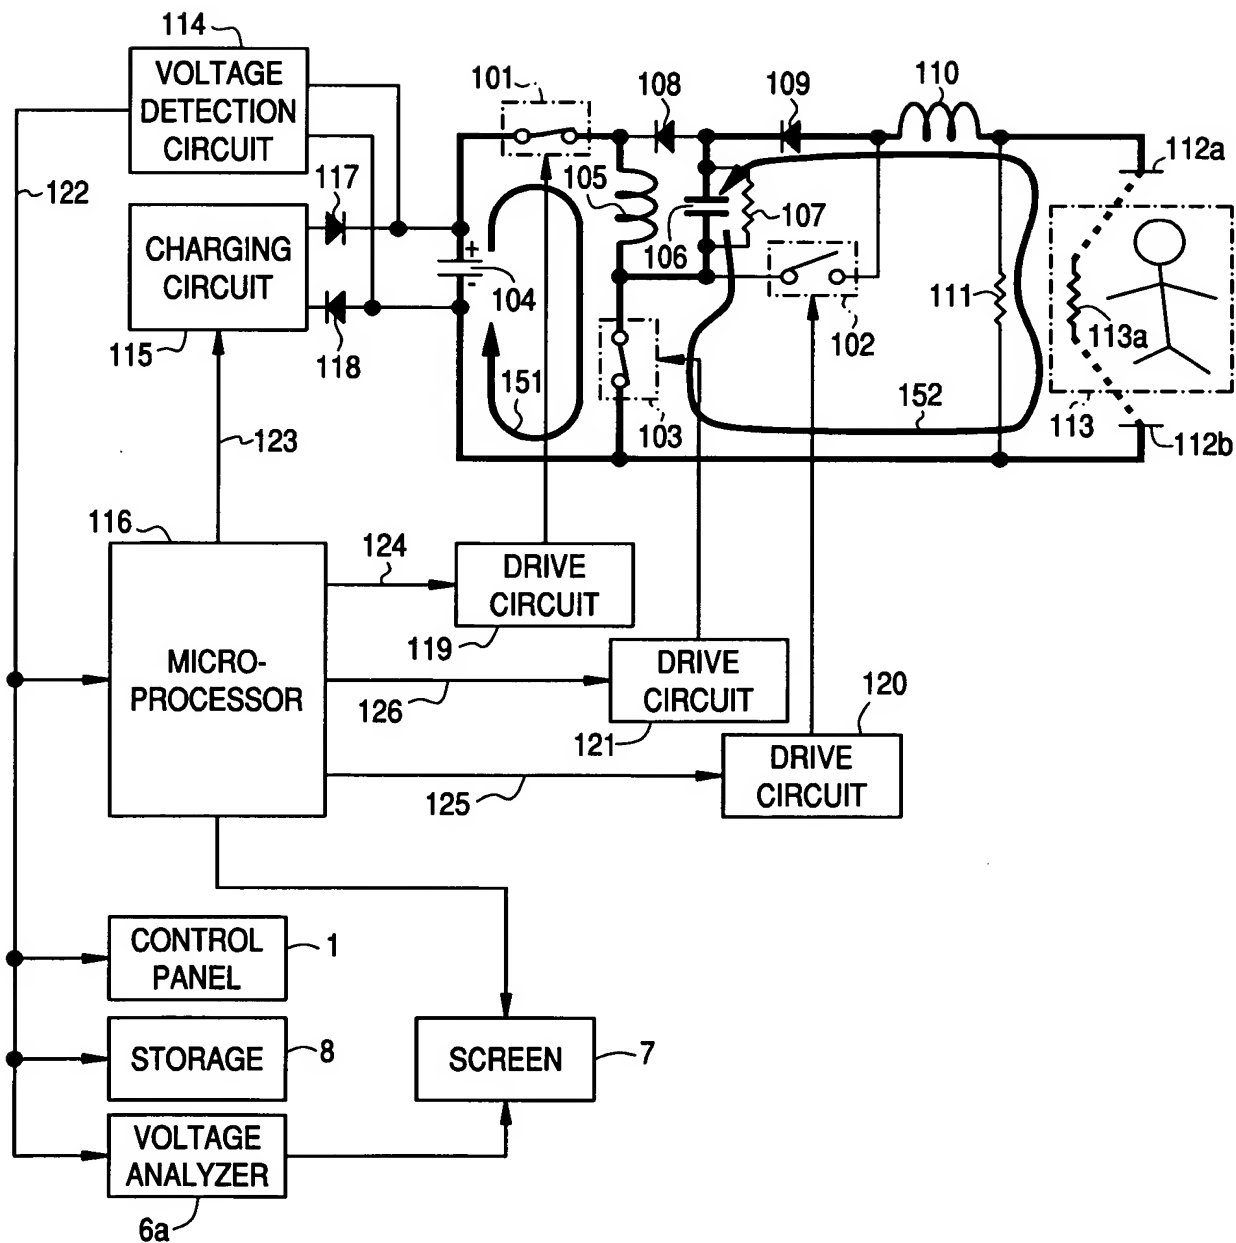 114
VOLTAGE
DETECTION
CIRCUIT
101
108
109
110
112a
122
117
105
106
107
CHARGING
CIRCUIT
+
-
104
102
111
113a
115
118
151
103
152
113
112b
123
116
124
DRIVE
CIRCUIT
119
MICRO-
PROCESSOR
126
DRIVE
CIRCUIT
121
120
125
DRIVE
CIRCUIT
CONTROL
PANEL
1
STORAGE
8
SCREEN
7
VOLTAGE
ANALYZER
6a